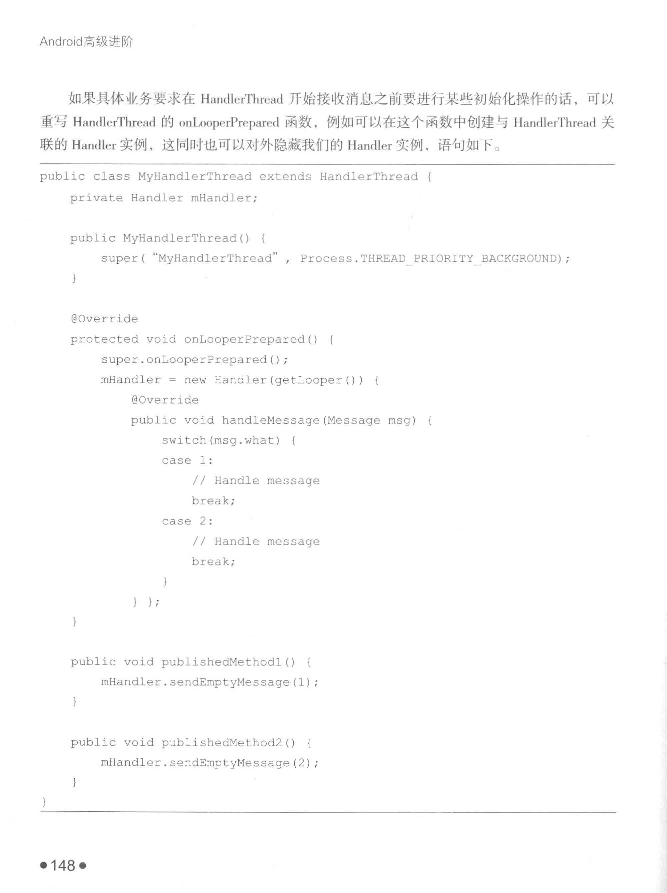 Android高级进阶
如果具体业务要求在 HandlerThread 开始接收消息之前要进行某些初始化操作的话，可以
重写 HandlerThread 的 onLooperPrepared 函数，例如可以在这个函数中创建与 HandlerThread 关
联的 Handler 实例，这同时也可以对外隐藏我们的 Handler 实例，语句如下。
public class MyHandlerThread extends HandlerThread {
    private Handler mHandler;
    public MyHandlerThread() {
        super( “MyHandlerThread” , Process.THREAD_PRIORITY_BACKGROUND);
    }
    @Override
    protected void onLooperPrepared() {
        super.onLooperPrepared();
        mHandler = new Handler(getLooper()) {
            @Override
            public void handleMessage(Message msg) {
                switch(msg.what) {
                case 1:
                    // Handle message
                    break;
                case 2:
                    // Handle message
                    break;
                }
            } };
    }
    public void publishedMethod1() {
        mHandler.sendEmptyMessage(1);
    }
    public void publishedMethod2() {
        mHandler.sendEmptyMessage(2);
    }
}
●148●